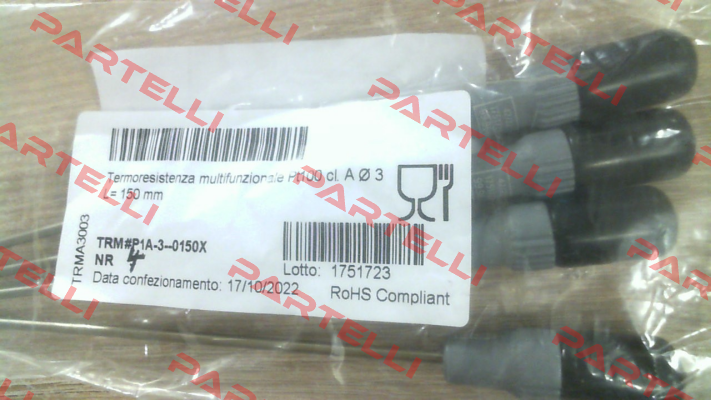 Termoresistenza multifunzionale Pt100 cl. A Ø 3
L= 150 mm
TRMA3003
TRM#P1A-3--0150X
NR 4
Lotto: 1751723
Data confezionamento: 17/10/2022
RoHS Compliant
PARTELLI
PARTELLI
PARTELLI
PARTELLI
PARTELLI
PARTELLI